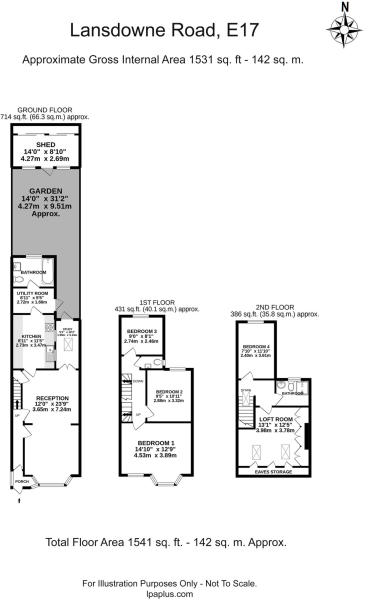 Lansdowne Road, E17
N
Approximate Gross Internal Area 1531 sq. ft - 142 sq. m.
GROUND FLOOR
714 sq.ft. (66.3 sq.m.) approx.
SHED
14'0" x 8'10"
4.27m x 2.69m
GARDEN
14'0" x 31'2"
4.27m x 9.51m
Approx.
BATHROOM
UTILITY ROOM
8'11" x 5'6"
2.72m x 1.68m
STUDY
KITCHEN
8'11" x 11'5"
2.73m x 3.47m
RECEPTION
12'0" x 23'9"
3.65m x 7.24m
UP
PORCH
1ST FLOOR
431 sq.ft. (40.1 sq.m.) approx.
BEDROOM 3
9'0" x 8'1"
2.74m x 2.46m
DOWN
BEDROOM 2
9'5" x 10'11"
2.88m x 3.32m
UP
BEDROOM 1
14'10" x 12'9"
4.53m x 3.89m
2ND FLOOR
386 sq.ft. (35.8 sq.m.) approx.
BEDROOM 4
7'10" x 11'10"
2.40m x 3.61m
BATHROOM
DOWN
LOFT ROOM
13'1" x 12'5"
3.98m x 3.78m
EAVES STORAGE
Total Floor Area 1541 sq. ft. - 142 sq. m. Approx.
For Illustration Purposes Only - Not To Scale.
lpaplus.com